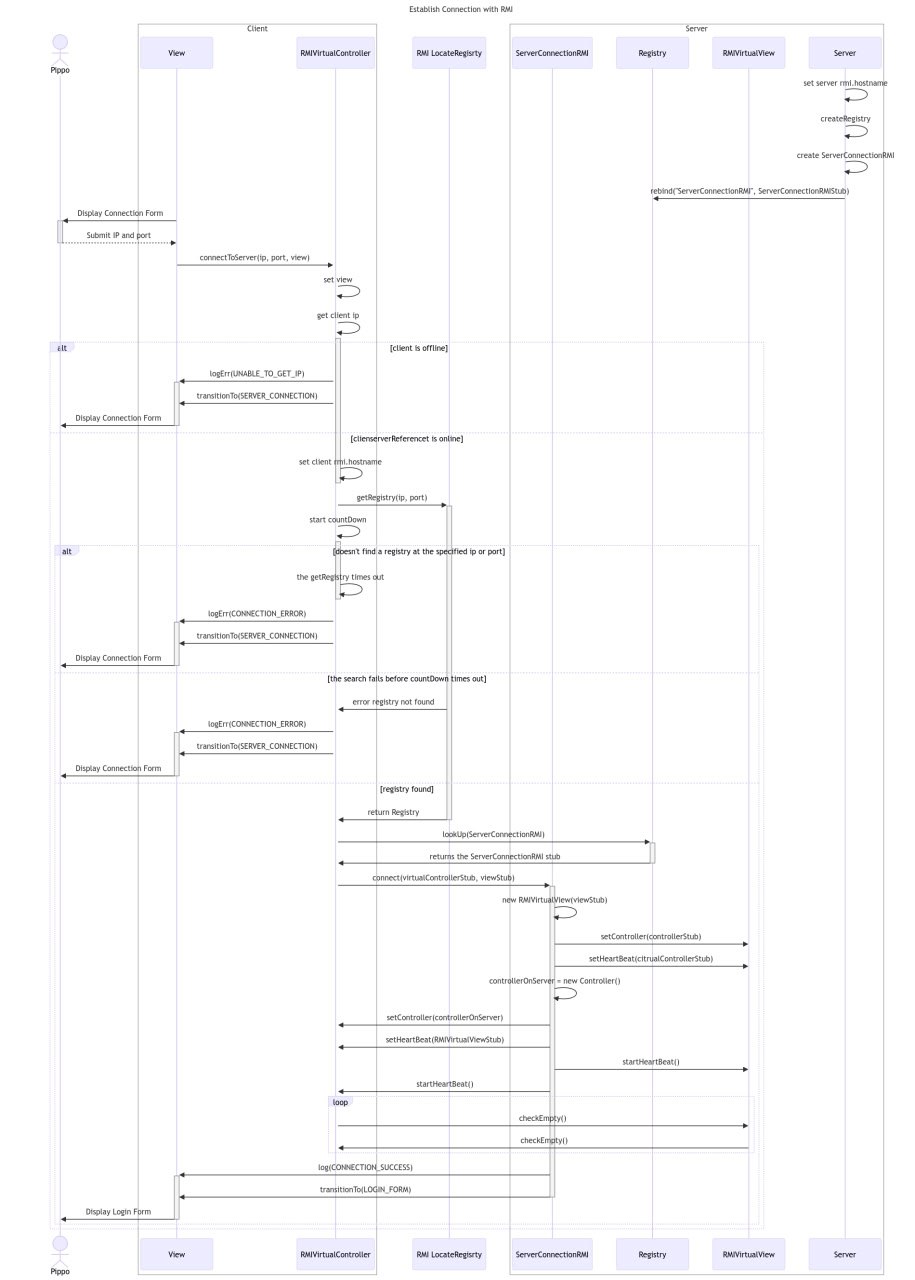 Establish Connection with RMI
Client
Server
Pippo
View
RMIVirtualController
RMI LocateRegisrty
ServerConnectionRMI
Registry
RMIVirtualView
Server
set server rmi.hostname
createRegistry
create ServerConnectionRMI
rebind("ServerConnectionRMI", ServerConnectionRMIStub)
Display Connection Form
Submit IP and port
connectToServer(ip, port, view)
set view
get client ip
alt
[client is offline]
logErr(UNABLE_TO_GET_IP)
transitionTo(SERVER_CONNECTION)
Display Connection Form
[clienserverReferencet is online]
set client rmi.hostname
getRegistry(ip, port)
start countDown
alt
[doesn't find a registry at the specified ip or port]
the getRegistry times out
logErr(CONNECTION_ERROR)
transitionTo(SERVER_CONNECTION)
Display Connection Form
[the search fails before countDown times out]
error registry not found
logErr(CONNECTION_ERROR)
transitionTo(SERVER_CONNECTION)
Display Connection Form
[registry found]
return Registry
lookUp(ServerConnectionRMI)
returns the ServerConnectionRMI stub
connect(virtualControllerStub, viewStub)
new RMIVirtualView(viewStub)
setController(controllerStub)
setHeartBeat(citrualControllerStub)
controllerOnServer = new Controller()
setController(controllerOnServer)
setHeartBeat(RMIVirtualViewStub)
startHeartBeat()
startHeartBeat()
loop
checkEmpty()
checkEmpty()
log(CONNECTION_SUCCESS)
transitionTo(LOGIN_FORM)
Display Login Form
Pippo
View
RMIVirtualController
RMI LocateRegisrty
ServerConnectionRMI
Registry
RMIVirtualView
Server